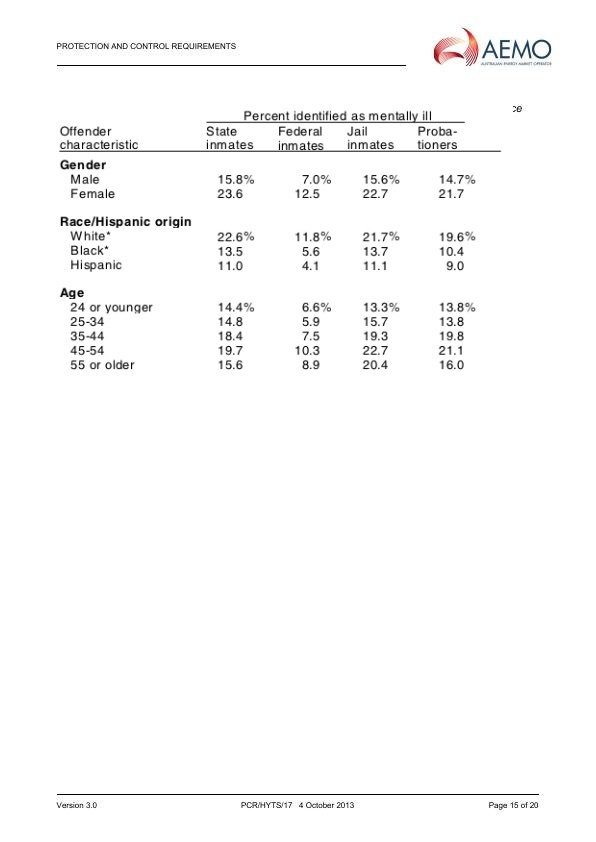 PROTECTION AND CONTROL REQUIREMENTS
AEMO
AUSTRALIAN ENERGY MARKET OPERATOR
ce
Percent identified as mentally ill
Offender characteristic State inmates Federal inmates Jail inmates Proba-tioners
Gender
Male 15.8% 7.0% 15.6% 14.7%
Female 23.6 12.5 22.7 21.7
Race/Hispanic origin
White* 22.6% 11.8% 21.7% 19.6%
Black* 13.5 5.6 13.7 10.4
Hispanic 11.0 4.1 11.1 9.0
Age
24 or younger 14.4% 6.6% 13.3% 13.8%
25-34 14.8 5.9 15.7 13.8
35-44 18.4 7.5 19.3 19.8
45-54 19.7 10.3 22.7 21.1
55 or older 15.6 8.9 20.4 16.0
Version 3.0 PCR/HYTS/17 4 October 2013 Page 15 of 20